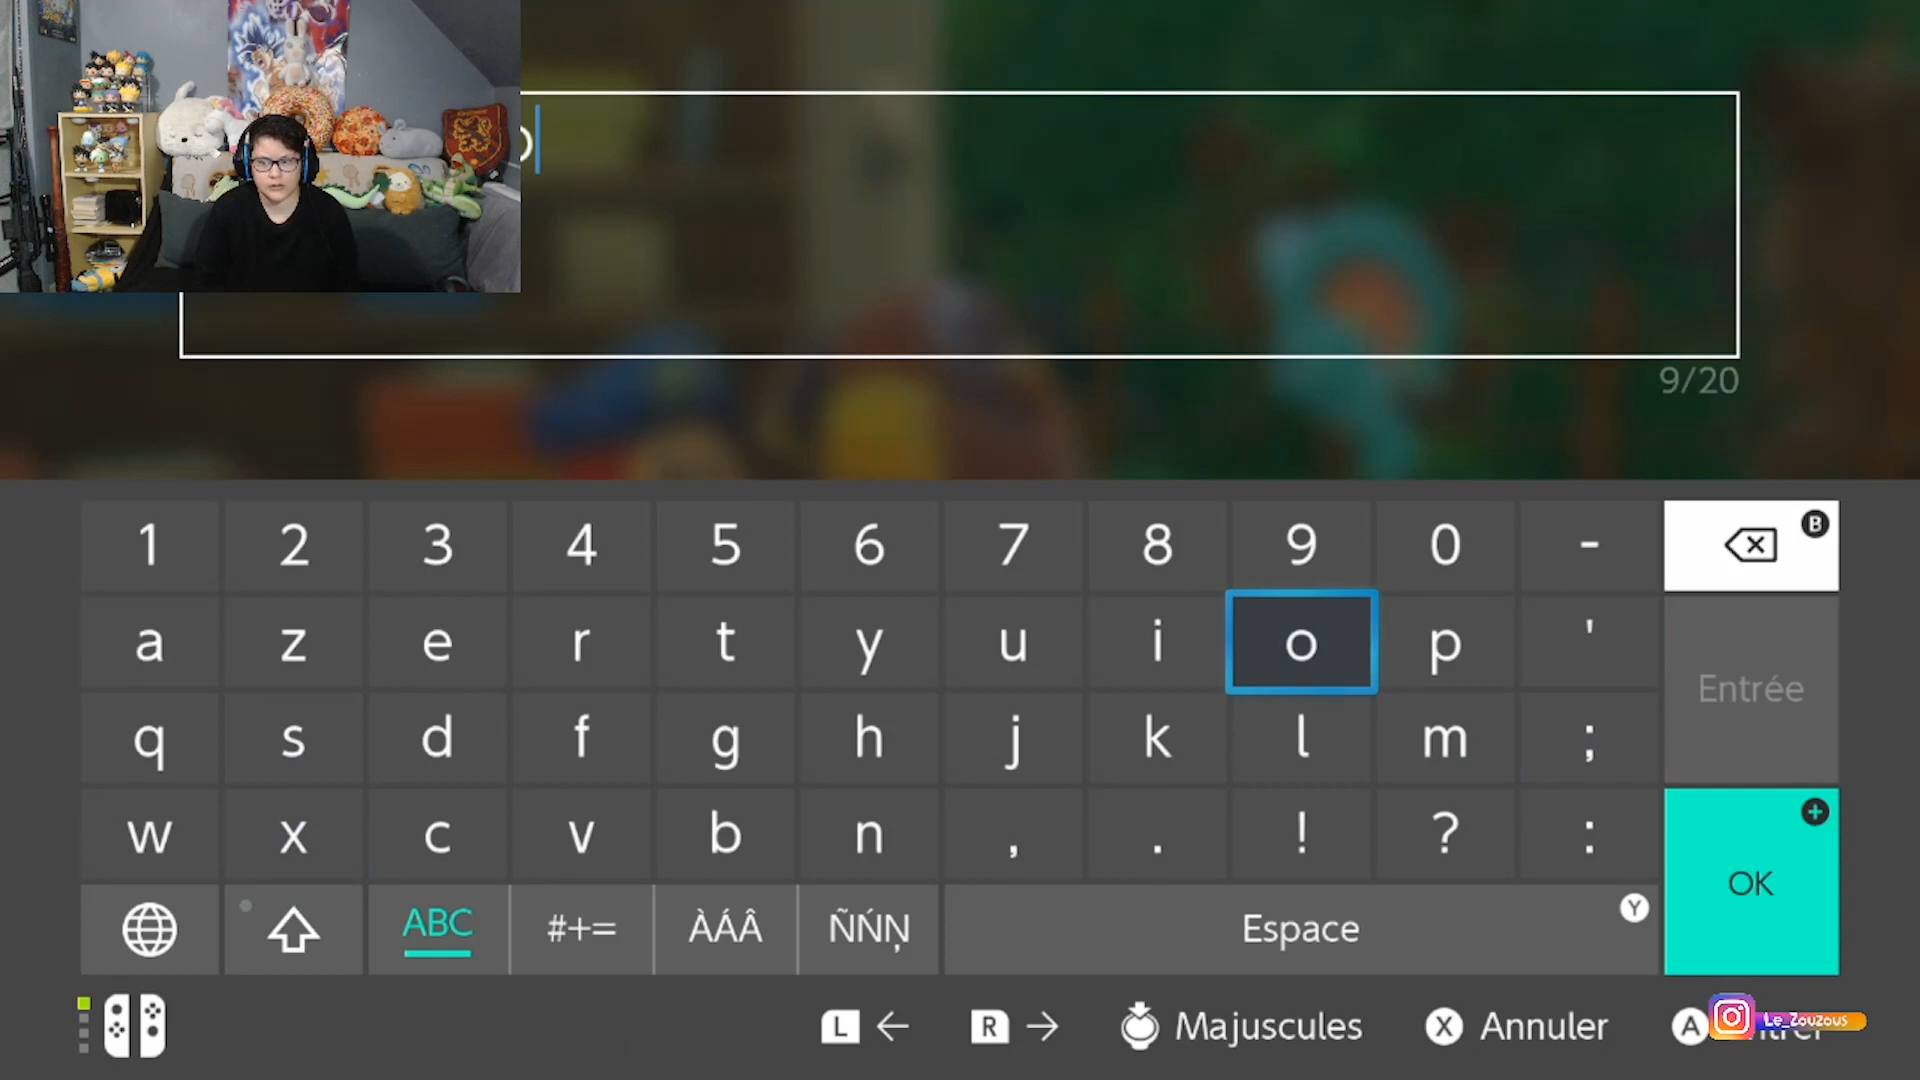 o
9/20
1 2 3 4 5 6 7 8 9 0 - B
a z e r t y u i o p '
Entrée
q s d f g h j k l m ;
w x c v b n , . ! ? :
+
OK
ABC #+= ÀÁÂ ÑŃŅ Espace Y
L ← R → Majuscules X Annuler A
Le_Zouzous